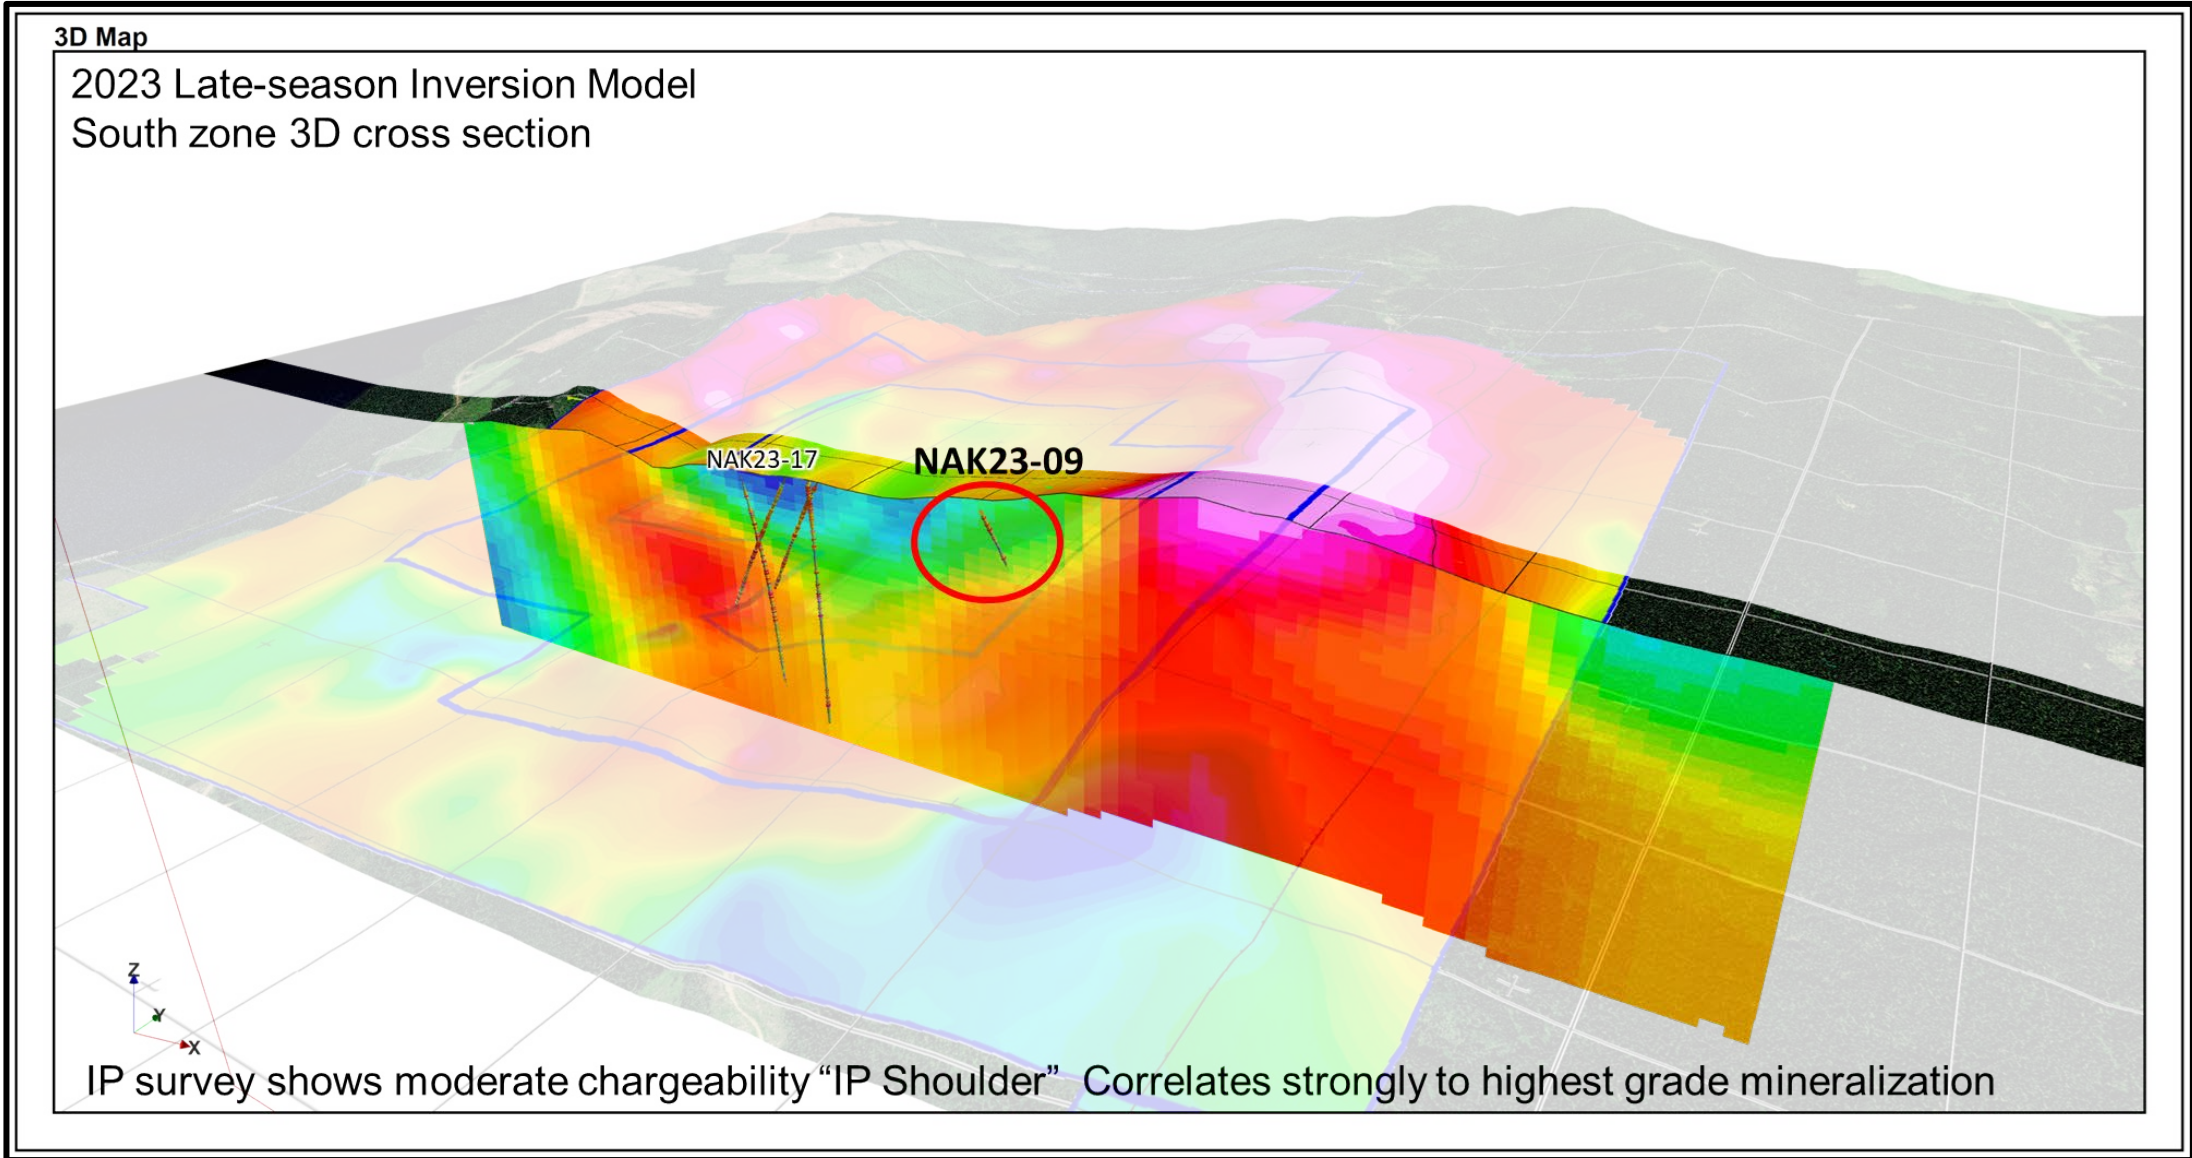 3D Map
2023 Late-season Inversion Model
South zone 3D cross section
NAK23-17
NAK23-09
Z
Y
X
IP survey shows moderate chargeability “IP Shoulder”  Correlates strongly to highest grade mineralization